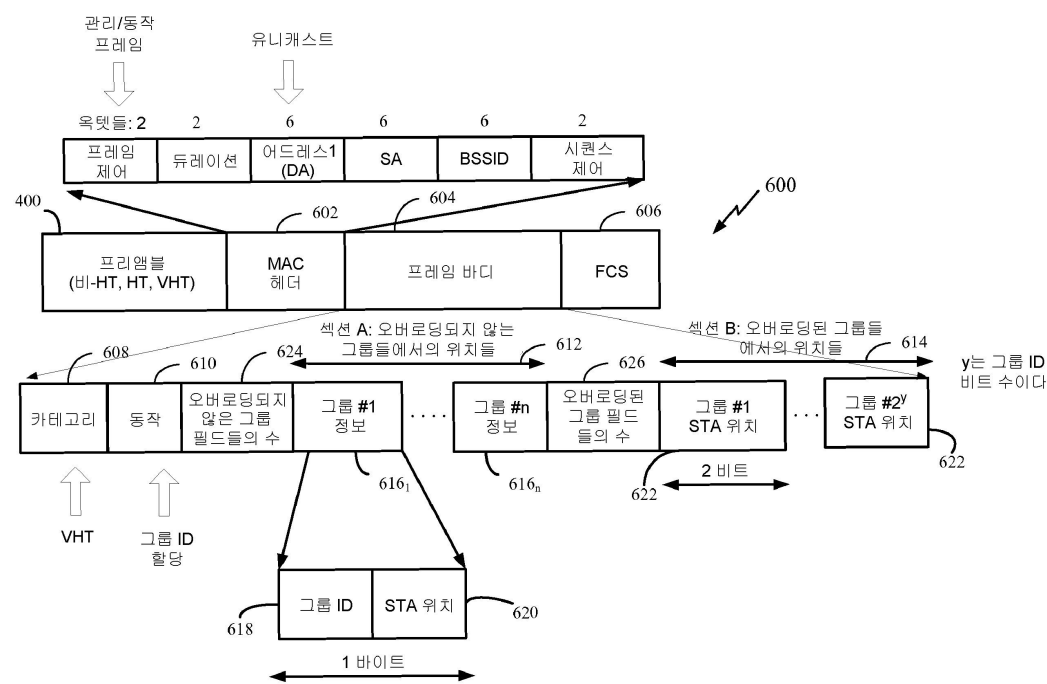 관리/동작
프레임
유니캐스트
옥텟들: 2 2 6 6 6 2
프레임
제어
듀레이션
어드레스1
(DA)
SA
BSSID
시퀀스
제어
600
400
602
604
606
프리앰블
(비-HT, HT, VHT)
MAC
헤더
프레임 바디
FCS
섹션 A: 오버로딩되지 않는
그룹들에서의 위치들
섹션 B: 오버로딩된 그룹들
에서의 위치들
608
610
624
612
626
614
y는 그룹 ID
비트 수이다
카테고리
동작
오버로딩되지
않은 그룹
필드들의 수
그룹 #1
정보
····
그룹 #n
정보
오버로딩된
그룹 필드
들의 수
그룹 #1
STA 위치
···
그룹 #2^y
STA 위치
616₁
616ₙ
622
2 비트
622
VHT
그룹 ID
할당
618
그룹 ID
STA 위치
620
1 바이트